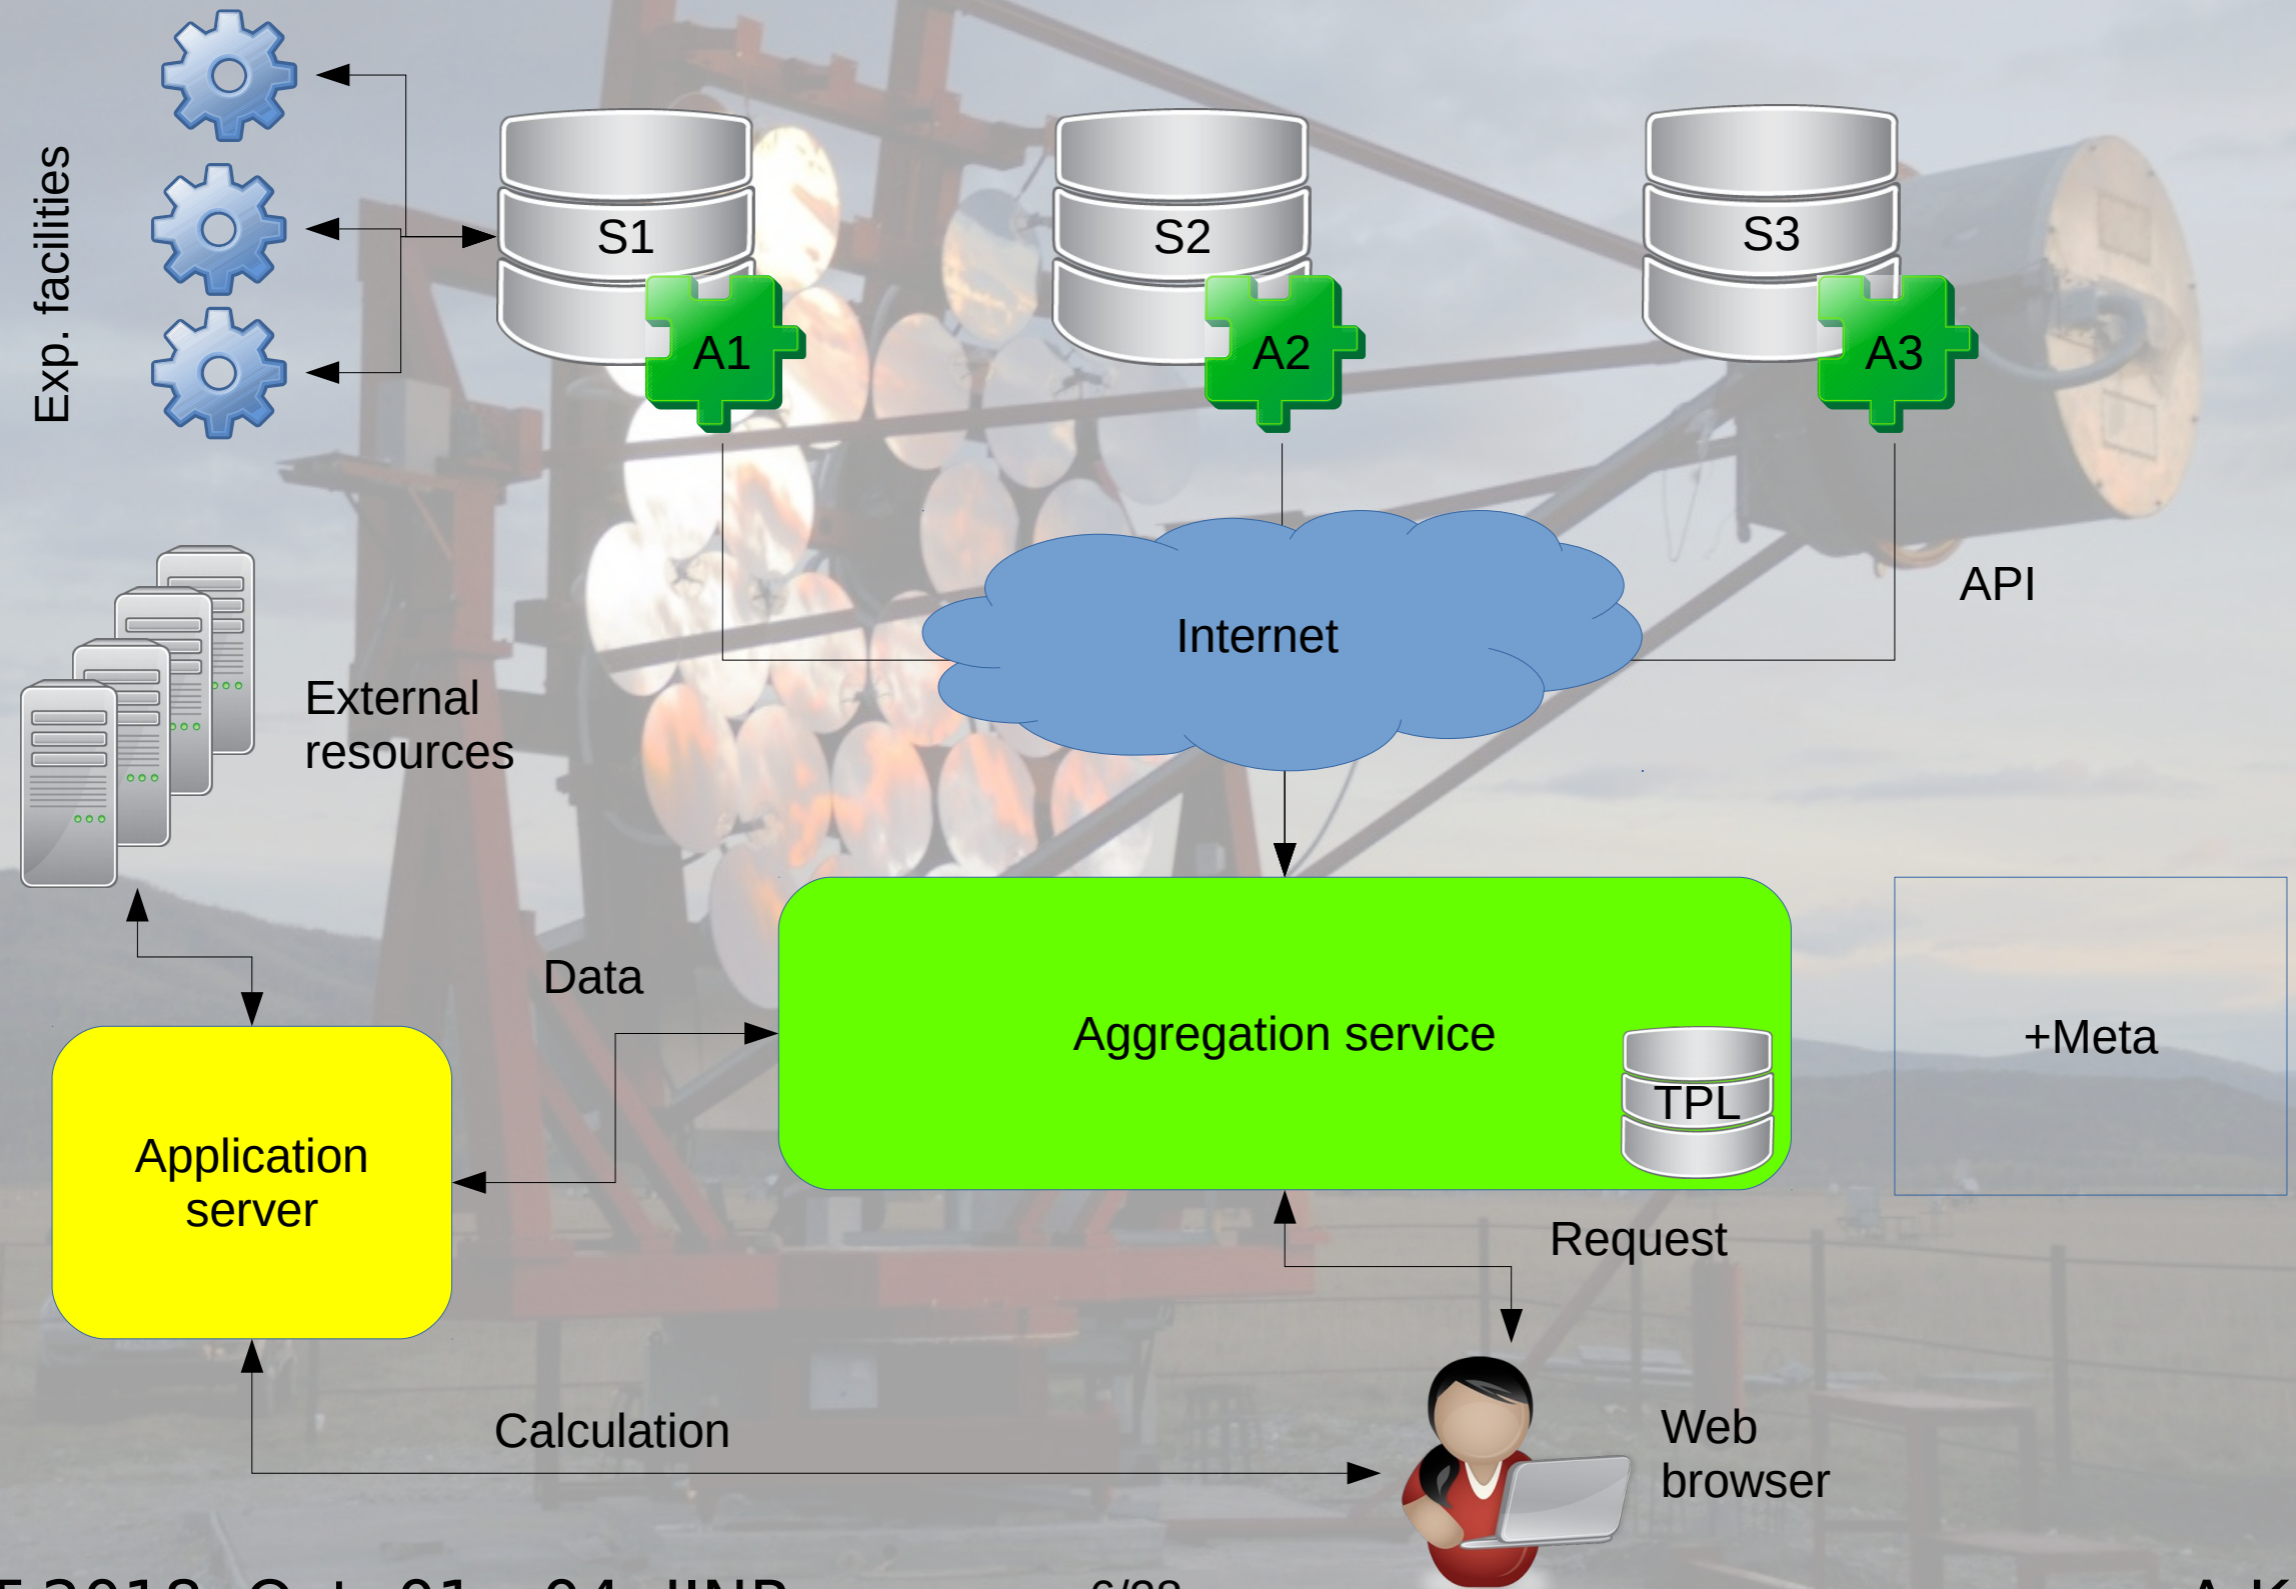 Exp. facilities
S1
S2
S3
A1
A2
A3
API
Internet
External
resources
Data
Aggregation service
+Meta
TPL
Application
server
Request
Calculation
Web
browser